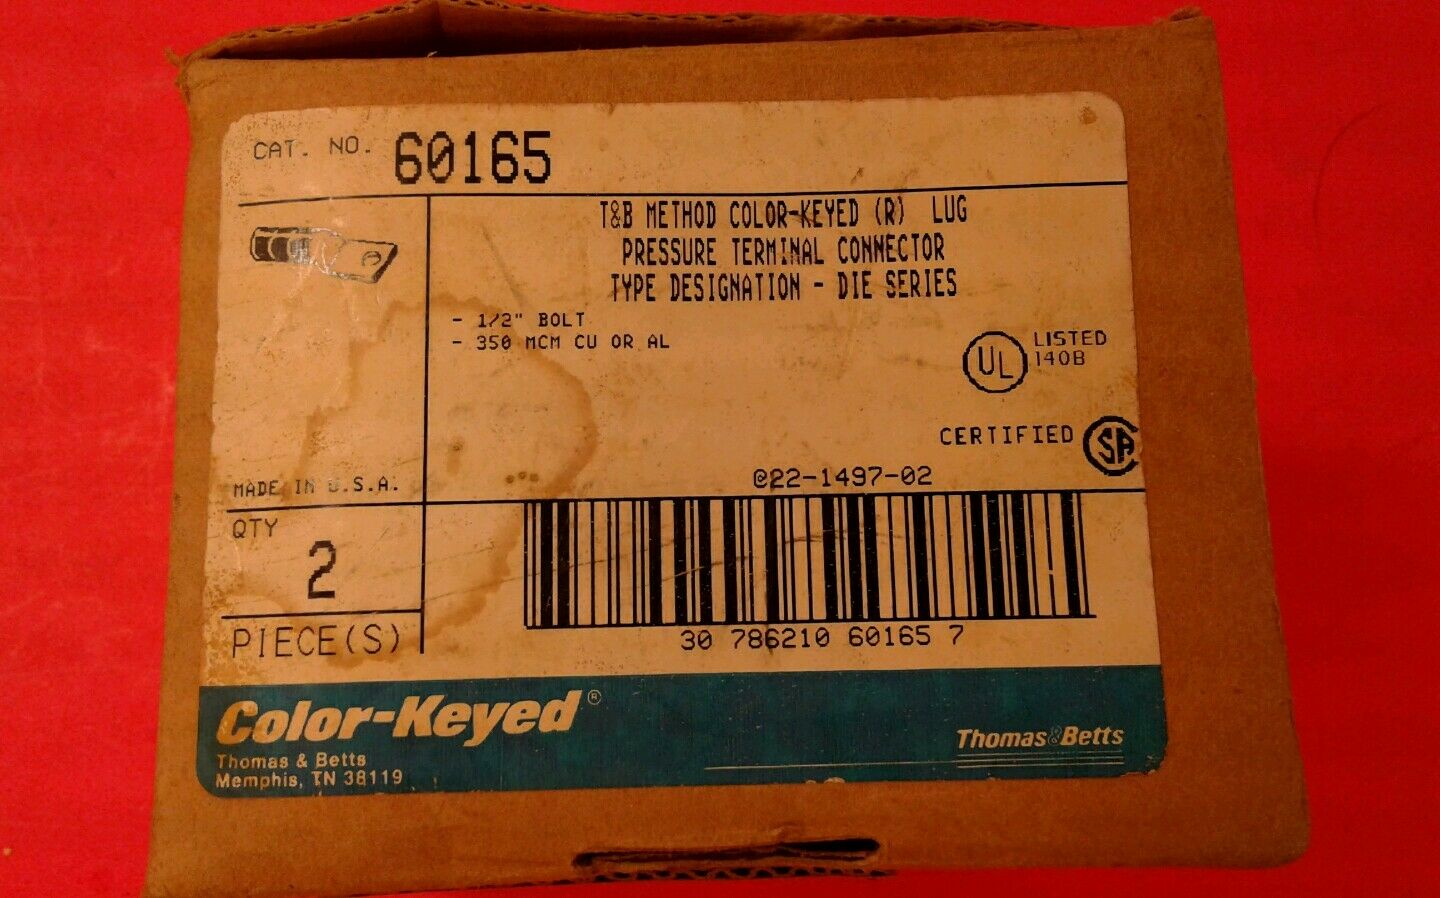 CAT. NO. 60165
T&B METHOD COLOR-KEYED (R) LUG
PRESSURE TERMINAL CONNECTOR
TYPE DESIGNATION - DIE SERIES
- 1/2" BOLT
- 350 MCM CU OR AL
UL
LISTED
140B
CERTIFIED SA
MADE IN U.S.A.
@22-1497-02
QTY
2
PIECE(S)
30 786210 60165 7
Color-Keyed®
Thomas & Betts
Memphis, TN 38119
Thomas&Betts